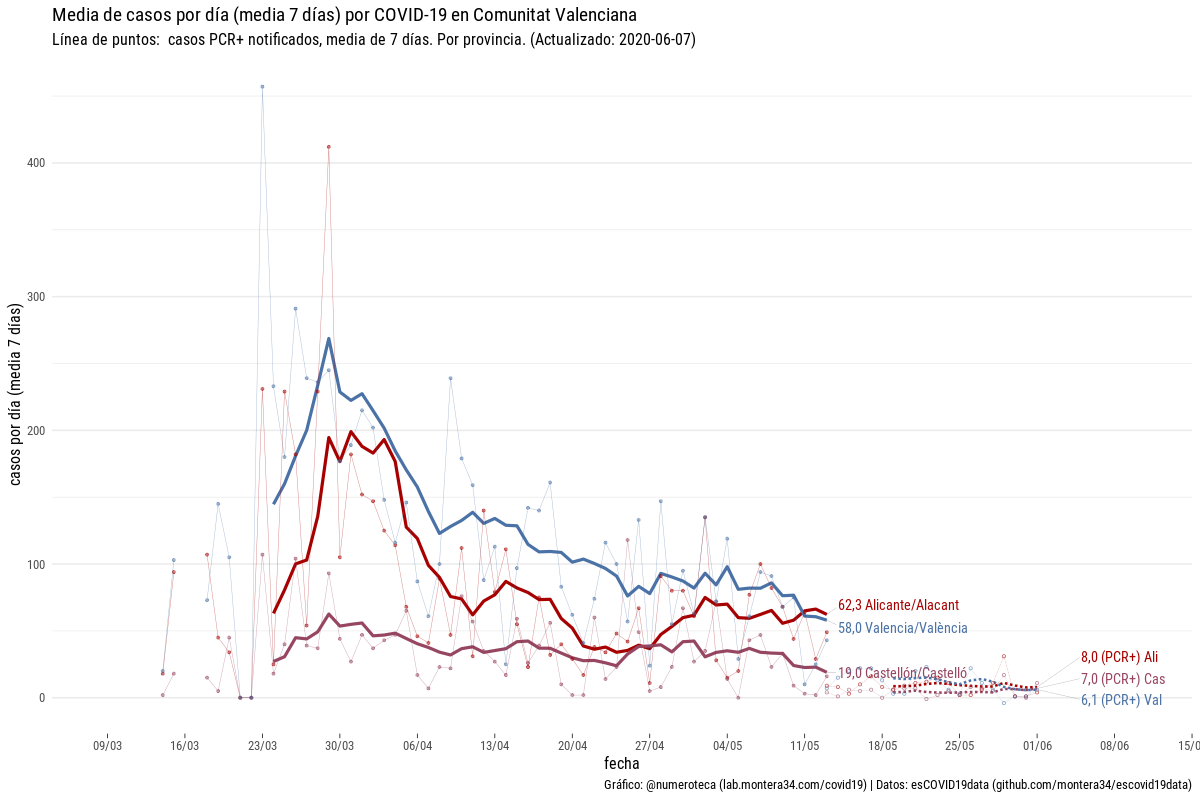 Media de casos por día (media 7 días) por COVID-19 en Comunitat Valenciana
Línea de puntos:  casos PCR+ notificados, media de 7 días. Por provincia. (Actualizado: 2020-06-07)
casos por día (media 7 días)
400
300
200
100
0
62,3 Alicante/Alacant
58,0 Valencia/València
19,0 Castellón/Castelló
8,0 (PCR+) Ali
7,0 (PCR+) Cas
6,1 (PCR+) Val
09/03 16/03 23/03 30/03 06/04 13/04 20/04 27/04 04/05 11/05 18/05 25/05 01/06 08/06 15/0
fecha
Gráfico: @numeroteca (lab.montera34.com/covid19) | Datos: esCOVID19data (github.com/montera34/escovid19data)